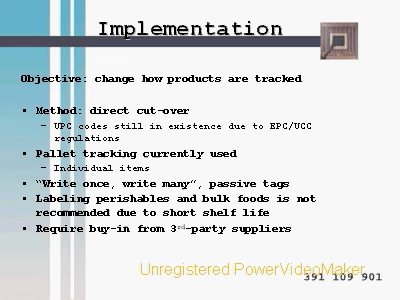 Implementation
Objective: change how products are tracked
• Method: direct cut-over
– UPC codes still in existence due to EPC/UCC
regulations
• Pallet tracking currently used
– Individual items
• “Write once, write many”, passive tags
• Labeling perishables and bulk foods is not
recommended due to short shelf life
• Require buy-in from 3rd-party suppliers
Unregistered PowerVideoMaker
391 109 901